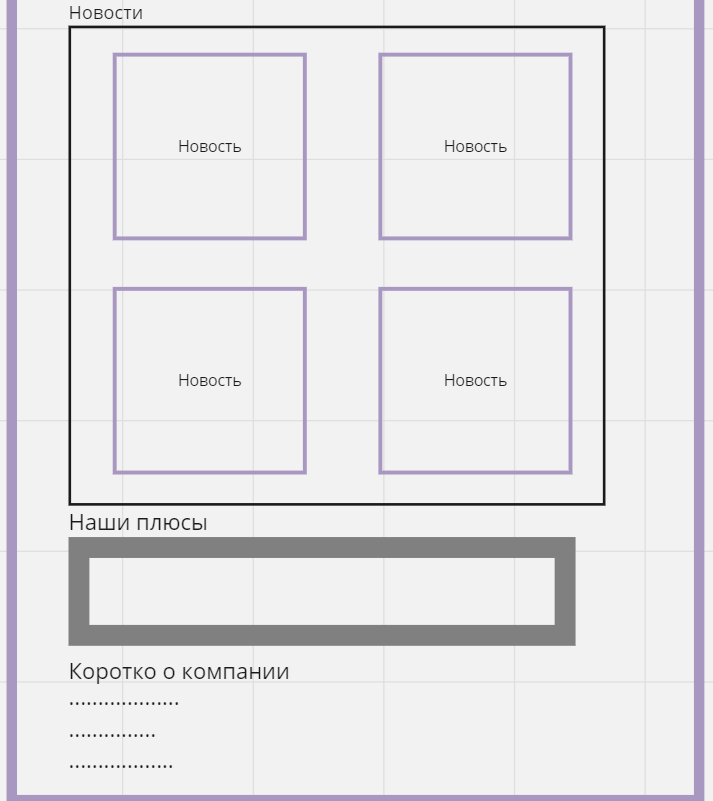 Новости
Новость Новость
Новость Новость
Наши плюсы
Коротко о компании
...................
...............
..................